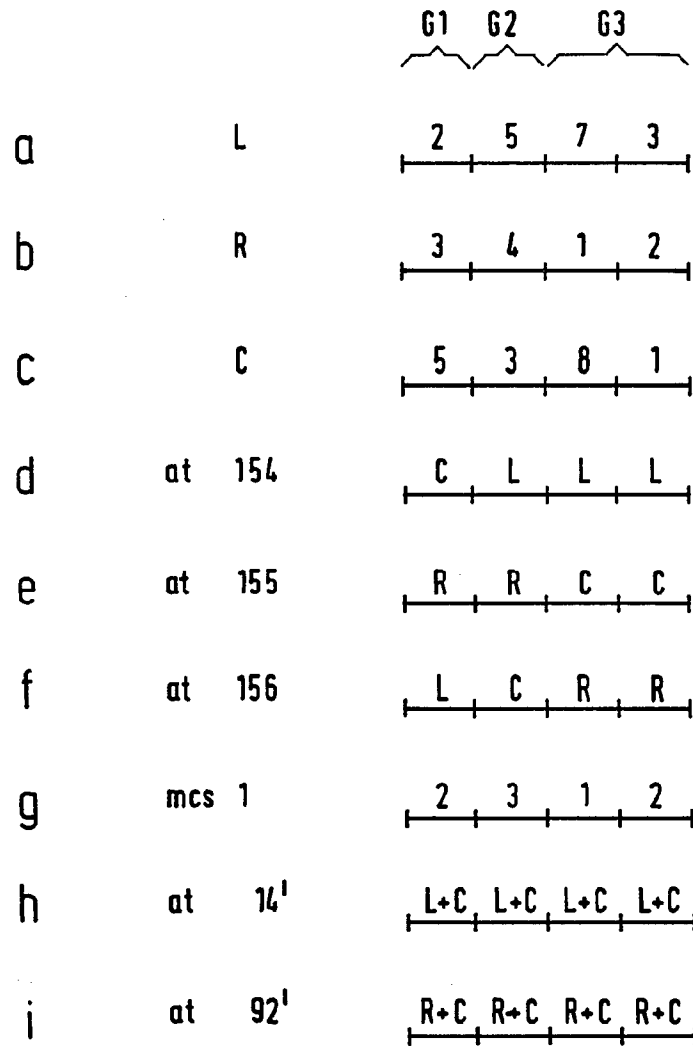 G1 G2 G3
a L 2 5 7 3
b R 3 4 1 2
c C 5 3 8 1
d at 154 C L L L
e at 155 R R C C
f at 156 L C R R
g mcs 1 2 3 1 2
h at 14' L+C L+C L+C L+C
i at 92' R+C R+C R+C R+C